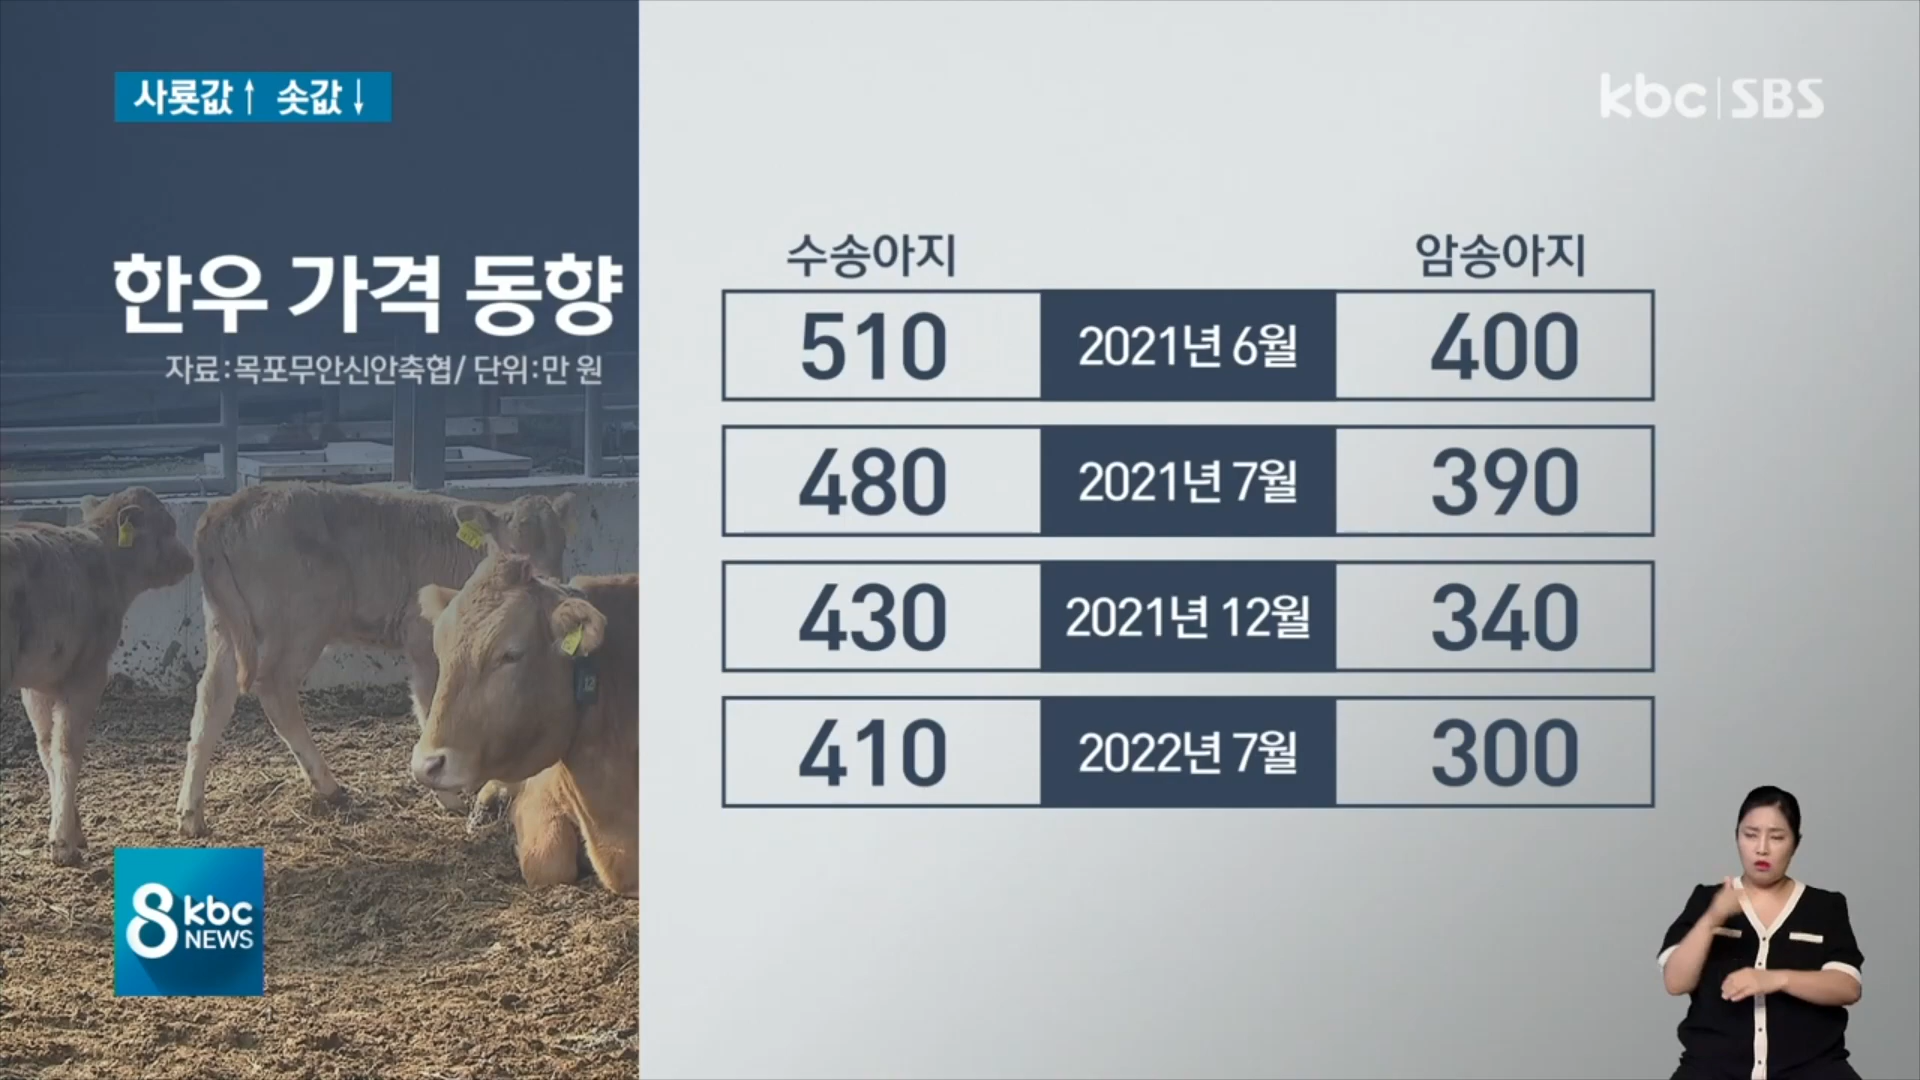 사룟값↑ 솟값↓
kbc | SBS
한우 가격 동향
자료:목포무안신안축협/ 단위:만 원
수송아지 암송아지
510 2021년 6월 400
480 2021년 7월 390
430 2021년 12월 340
410 2022년 7월 300
8 kbc
NEWS